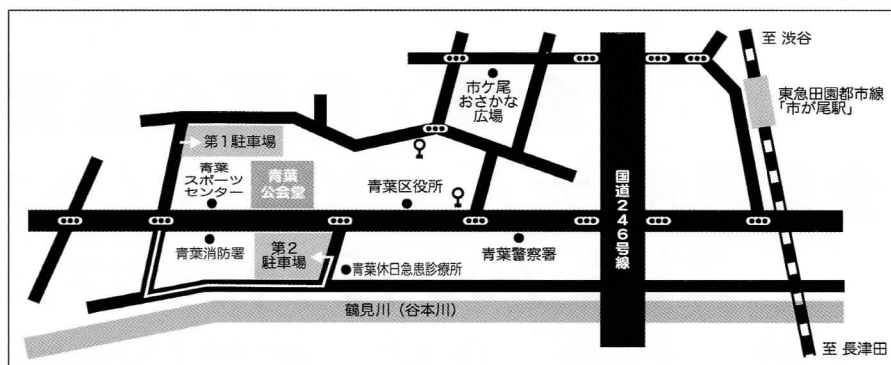 至 渋谷
東急田園都市線
「市が尾駅」
市ケ尾
おさかな
広場
第1駐車場
青葉
スポーツ
センター
青葉
公会堂
青葉区役所
国道246号線
青葉消防署
第2
駐車場
青葉休日急患診療所
青葉警察署
鶴見川（谷本川）
至 長津田